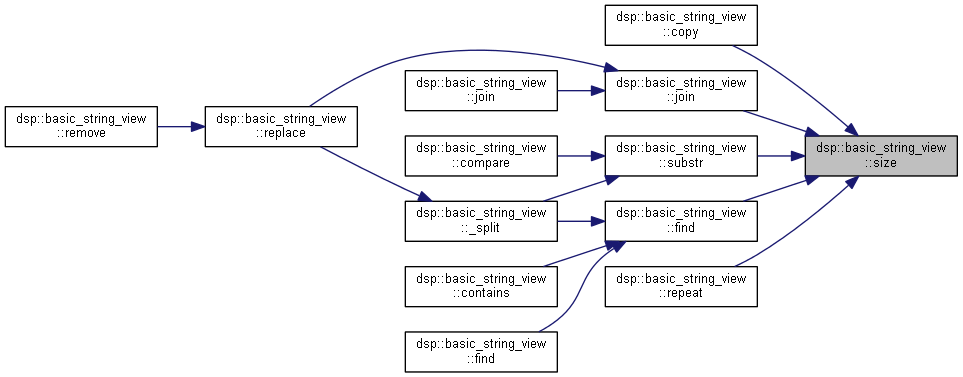 dsp::basic_string_view
::copy
dsp::basic_string_view
::join
dsp::basic_string_view
::join
dsp::basic_string_view
::remove
dsp::basic_string_view
::replace
dsp::basic_string_view
::compare
dsp::basic_string_view
::substr
dsp::basic_string_view
::size
dsp::basic_string_view
::_split
dsp::basic_string_view
::find
dsp::basic_string_view
::contains
dsp::basic_string_view
::repeat
dsp::basic_string_view
::find